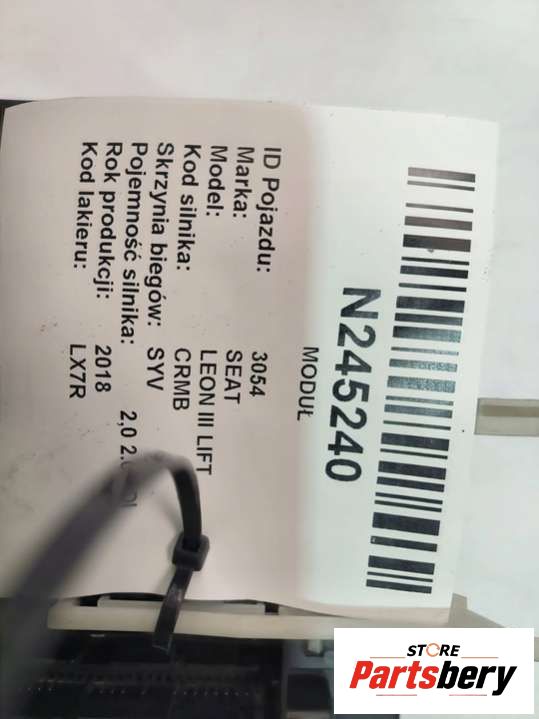 N245240
MODUŁ
ID Pojazdu: 3054
Marka: SEAT
Model: LEON III LIFT
Kod silnika: CRMB
Skrzynia biegów: SYV
Pojemność silnika: 2,0
Rok produkcji: 2018
Kod lakieru: LX7R
STORE
Partsbery